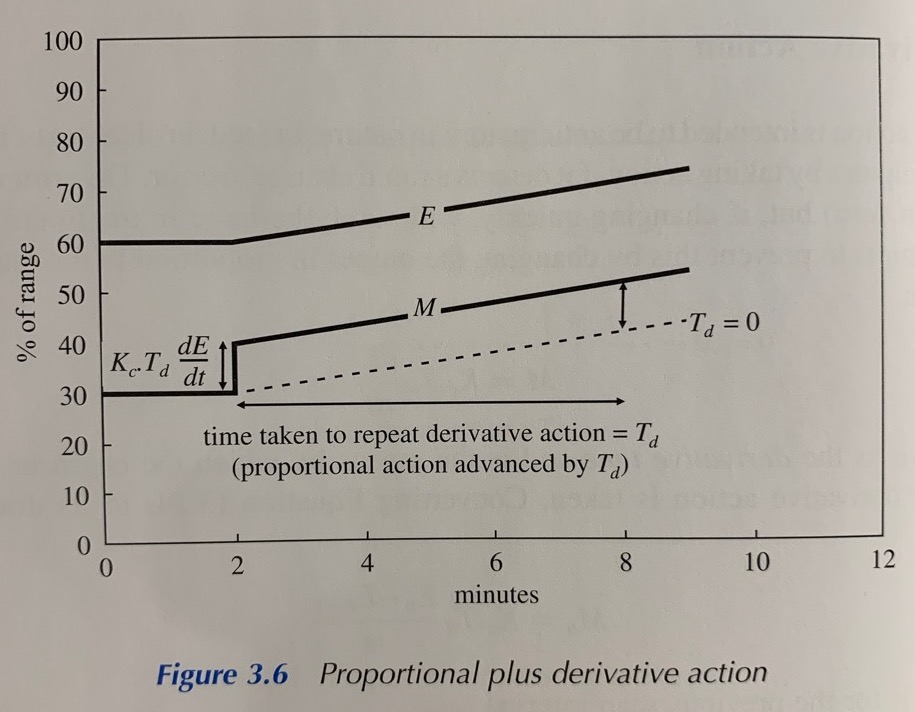 100
90
80
70
60
50
40
30
20
10
0
% of range
E
M
K_c.T_d dE/dt
T_d = 0
time taken to repeat derivative action = T_d
(proportional action advanced by T_d)
0 2 4 6 8 10 12
minutes
Figure 3.6 Proportional plus derivative action